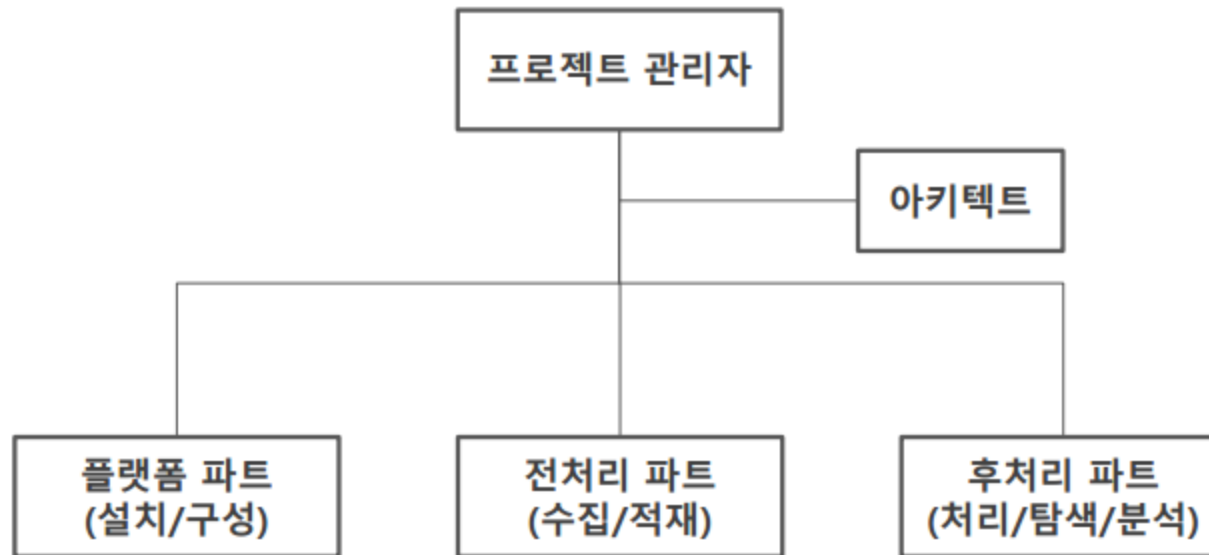 프로젝트 관리자
아키텍트
플랫폼 파트
(설치/구성)
전처리 파트
(수집/적재)
후처리 파트
(처리/탐색/분석)